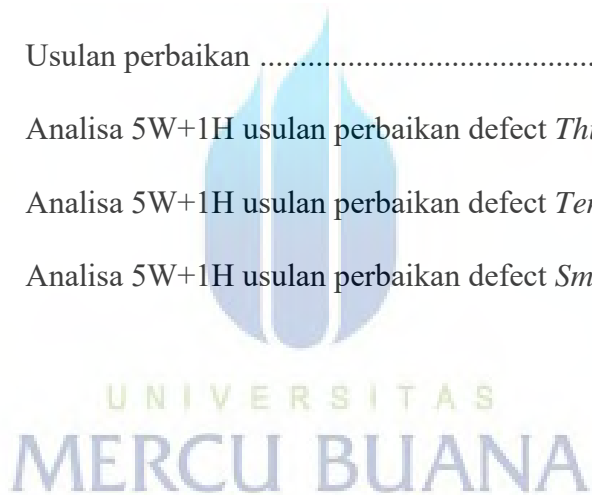 Usulan perbaikan ..........................................
Analisa 5W+1H usulan perbaikan defect
Analisa 5W+1H usulan perbaikan defect
Analisa 5W+1H usulan perbaikan defect
UNIVERSITAS
MERCU BUANA